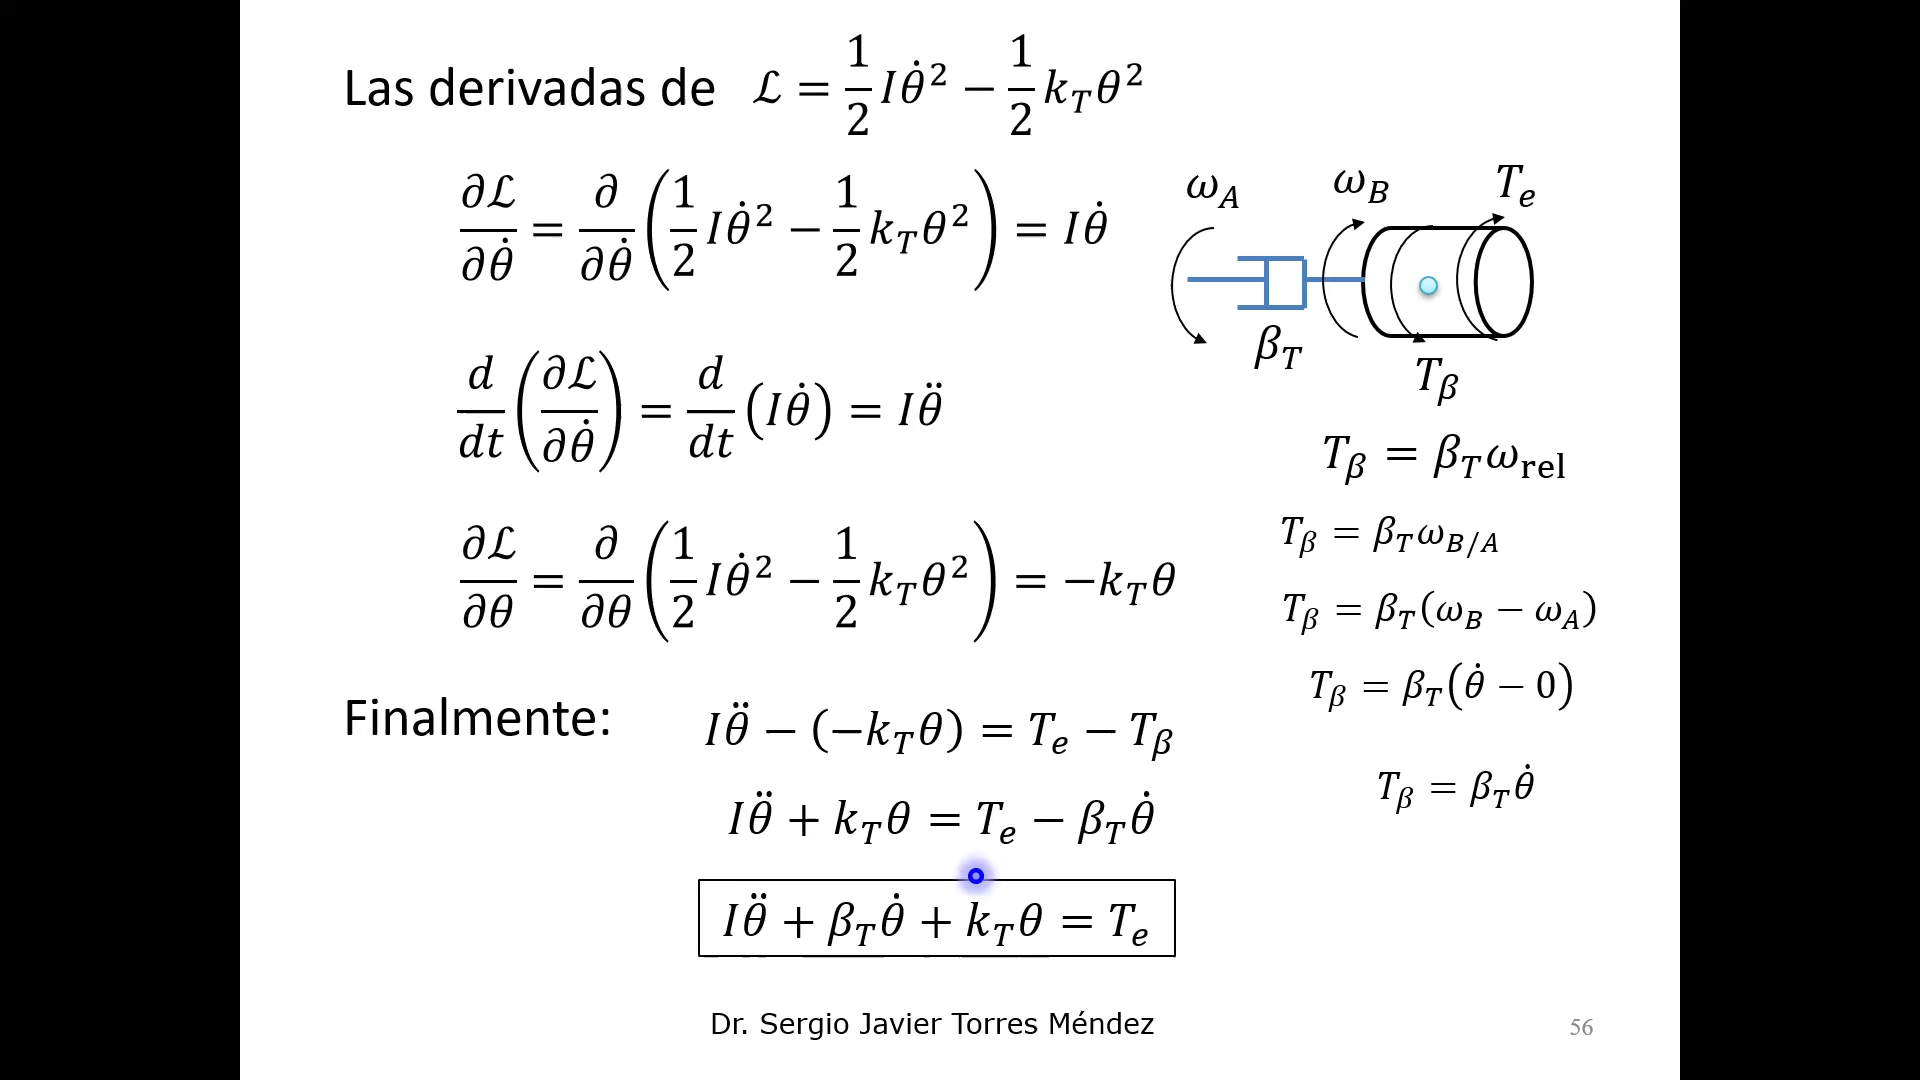 Las derivadas de ℒ = 1/2 Iθ̇² − 1/2 k_T θ²
∂ℒ/∂θ̇ = ∂/∂θ̇ (1/2 Iθ̇² − 1/2 k_T θ²) = Iθ̇
d/dt (∂ℒ/∂θ̇) = d/dt (Iθ̇) = Iθ̈
∂ℒ/∂θ = ∂/∂θ (1/2 Iθ̇² − 1/2 k_T θ²) = −k_T θ
Finalmente: Iθ̈ − (−k_T θ) = T_e − T_β
Iθ̈ + k_T θ = T_e − β_T θ̇
Iθ̈ + β_T θ̇ + k_T θ = T_e
ω_A ω_B T_e
β_T T_β
T_β = β_T ω_rel
T_β = β_T ω_B/A
T_β = β_T (ω_B − ω_A)
T_β = β_T (θ̇ − 0)
T_β = β_T θ̇
Dr. Sergio Javier Torres Méndez
56